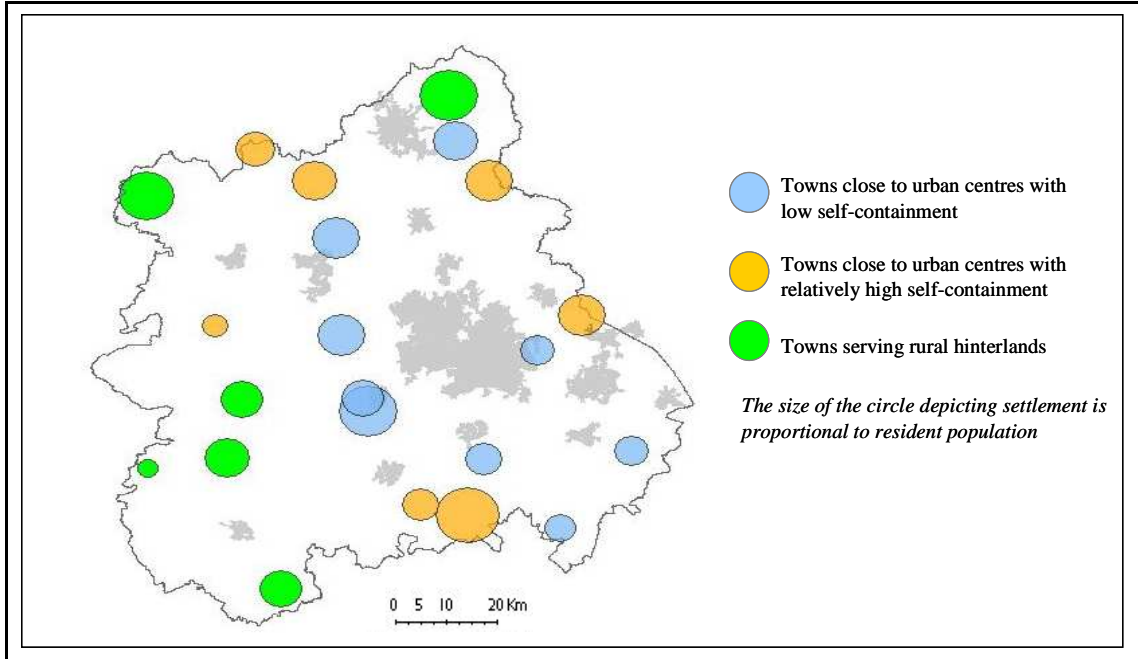 Towns close to urban centres with
low self-containment
Towns close to urban centres with
relatively high self-containment
Towns serving rural hinterlands
The size of the circle depicting settlement is
proportional to resident population
0 5 10 20 Km